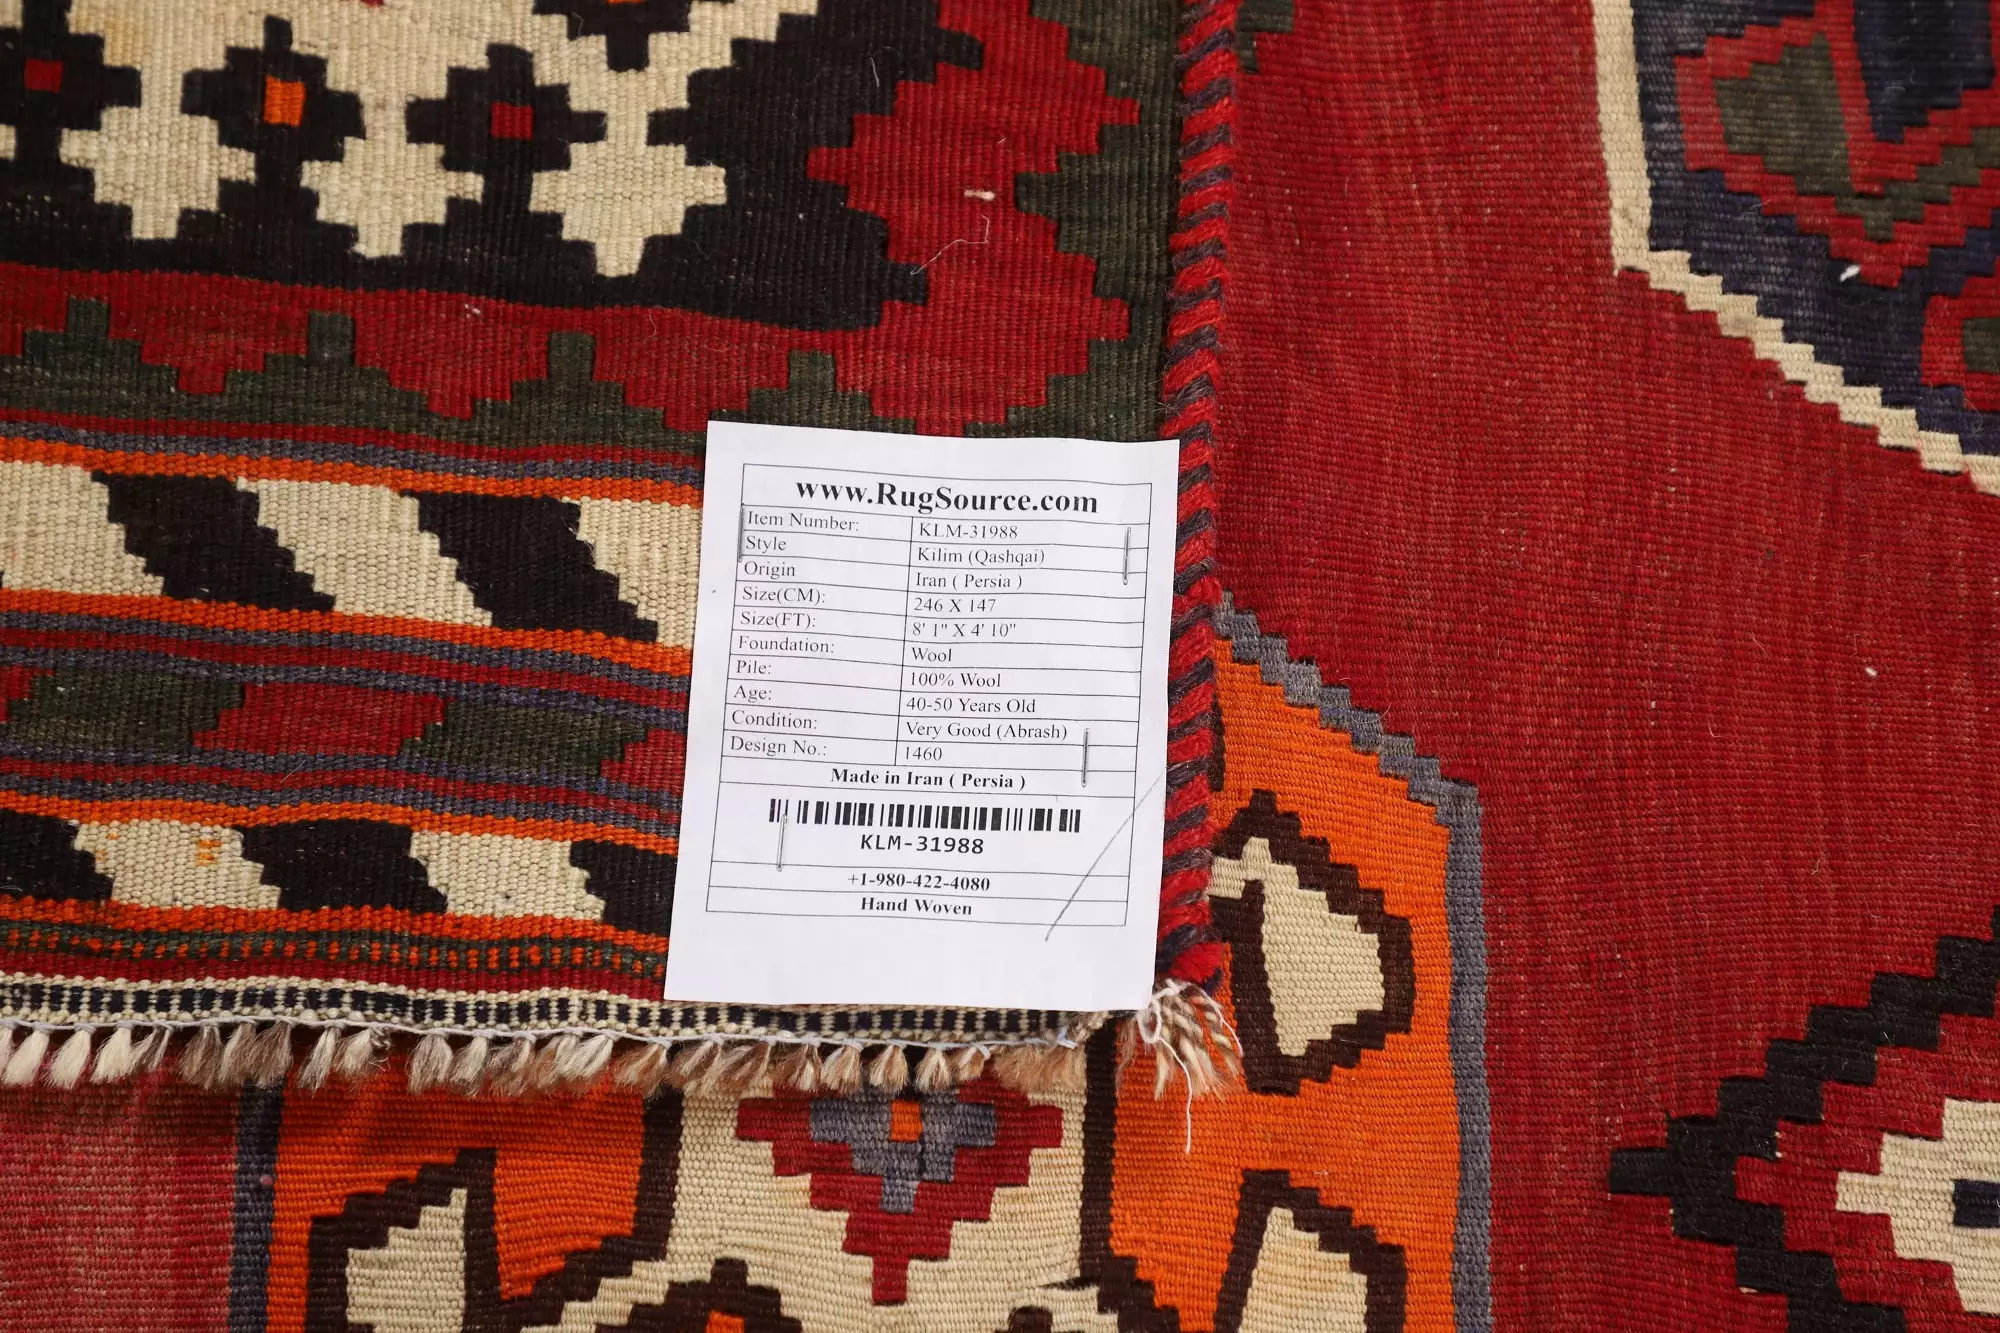 www.RugSource.com
Item Number: KLM-31988
Style Kilim (Qashqai)
Origin Iran ( Persia )
Size(CM): 246 X 147
Size(FT): 8' 1" X 4' 10"
Foundation: Wool
Pile: 100% Wool
Age: 40-50 Years Old
Condition: Very Good (Abrash)
Design No.: 1460
Made in Iran ( Persia )
KLM-31988
+1-980-422-4080
Hand Woven